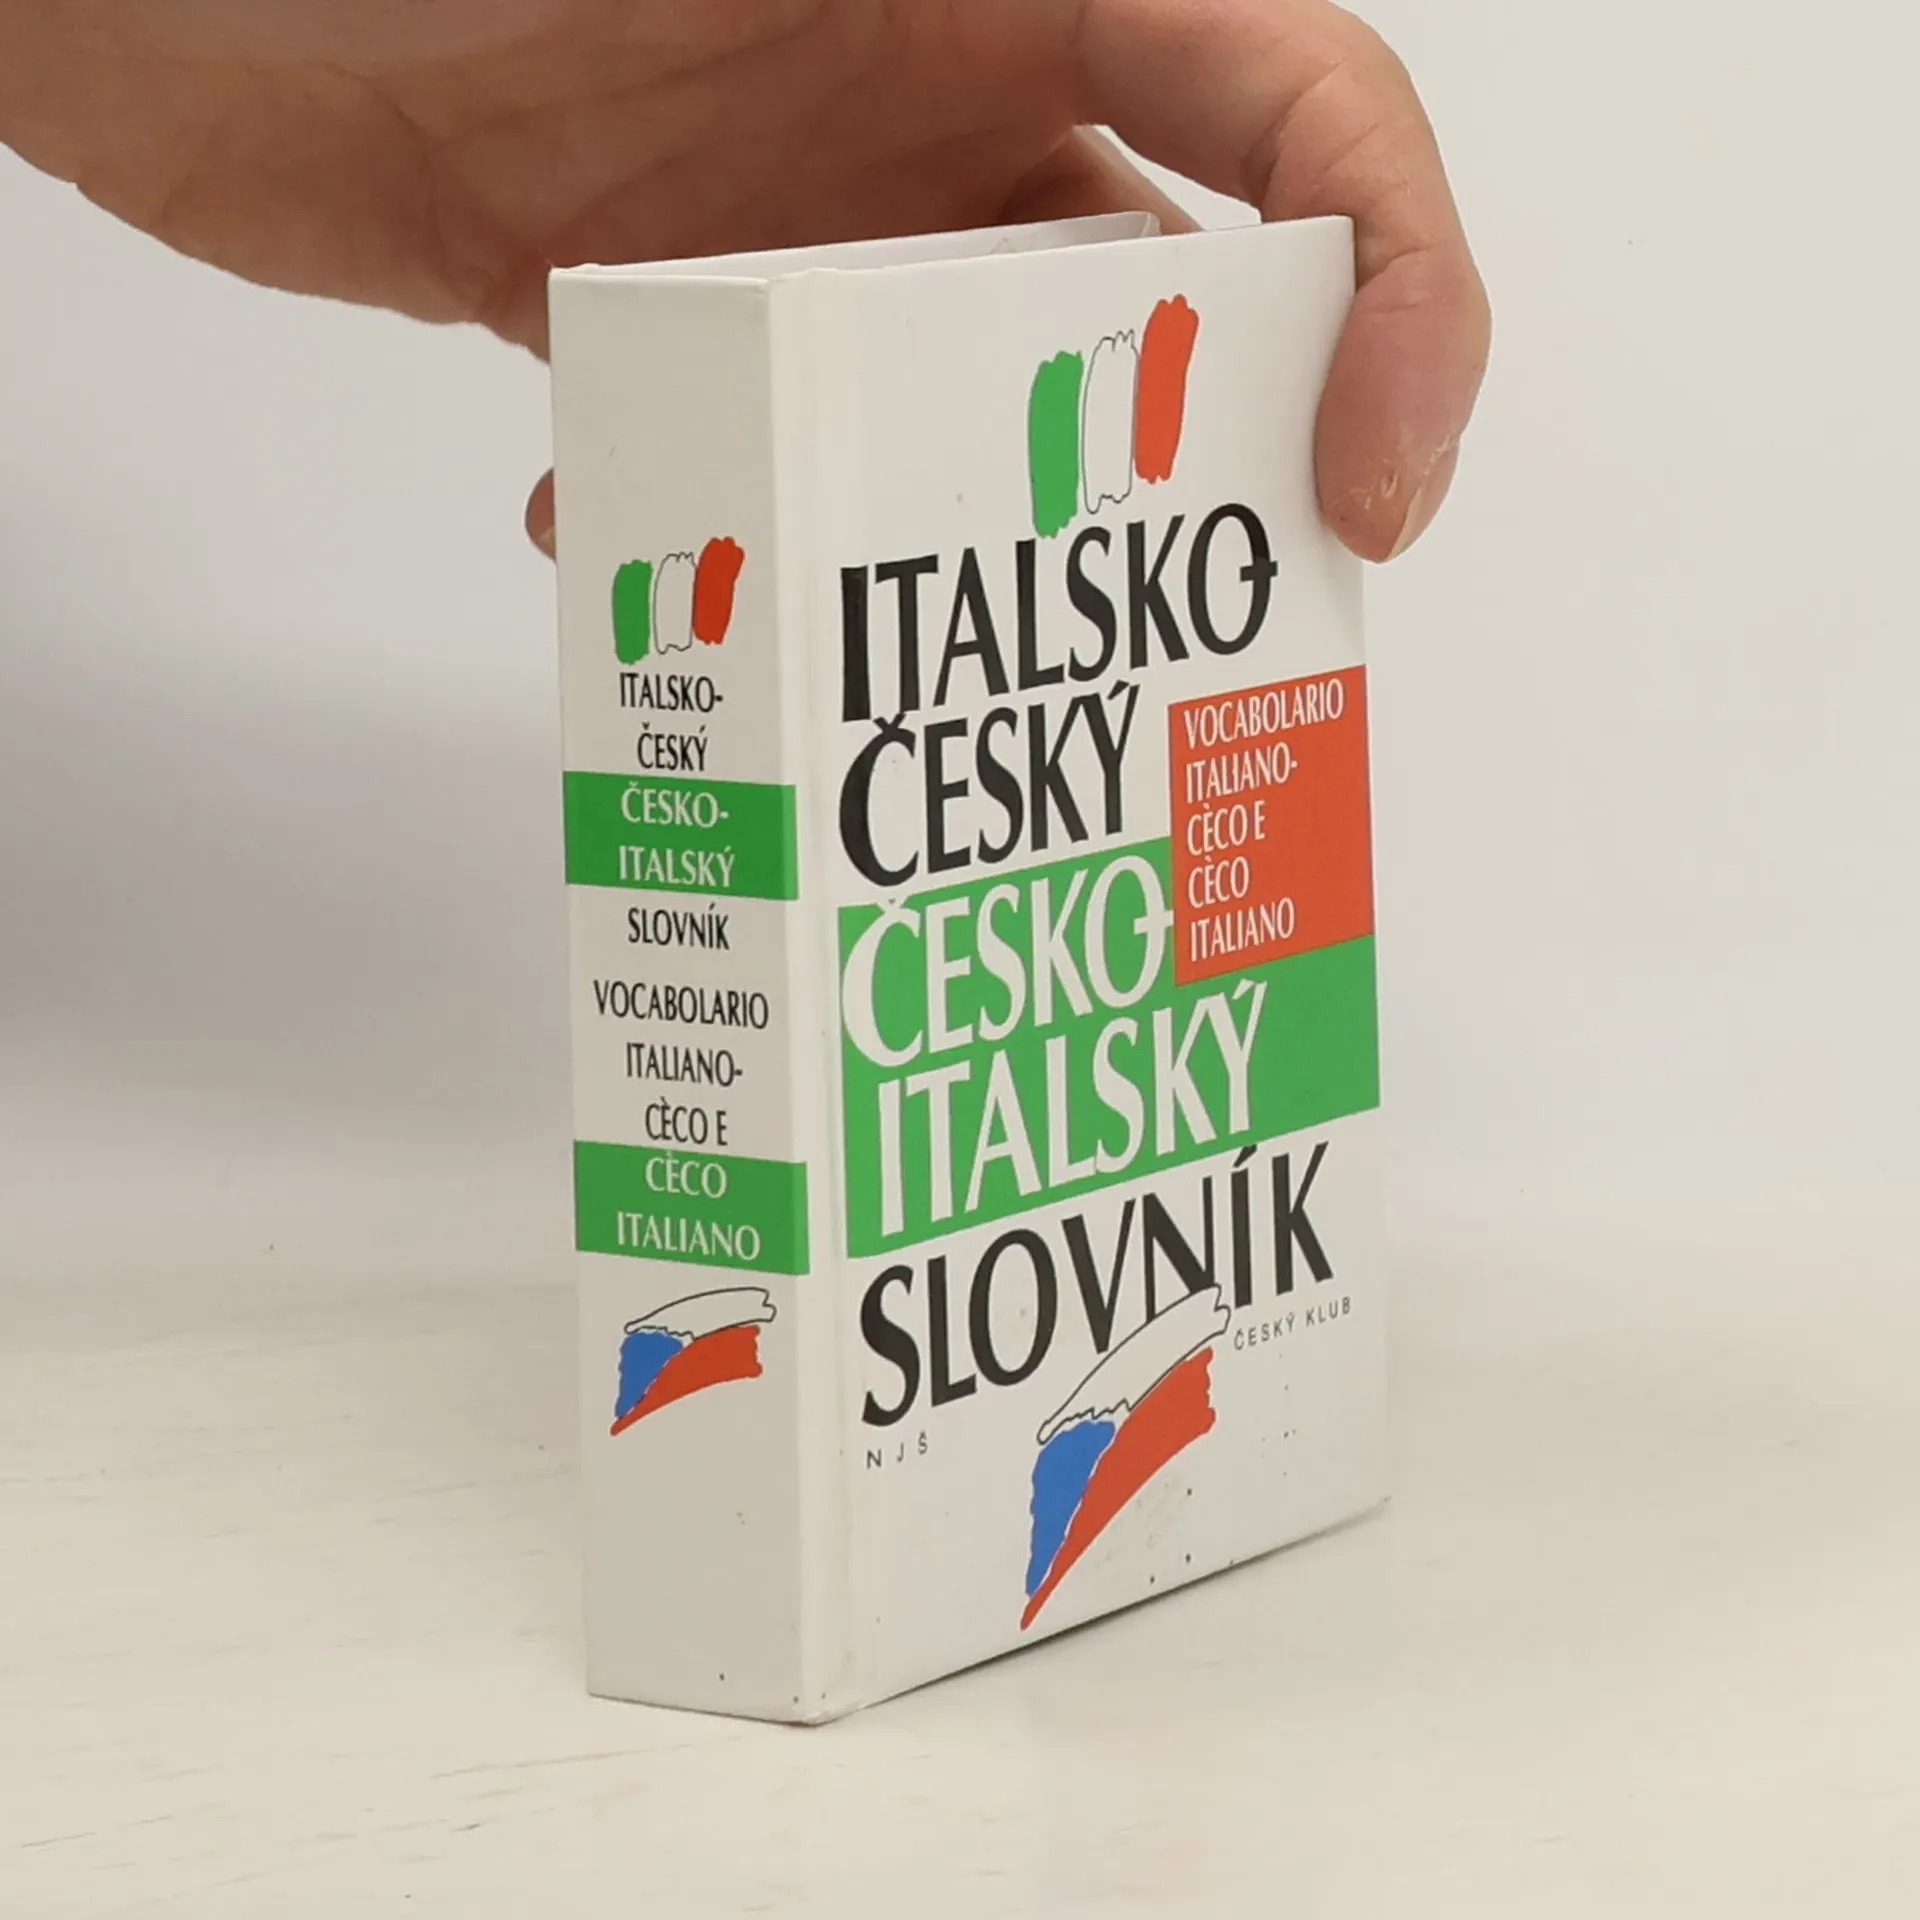 ITALSKO-
ČESKÝ
ČESKO-
ITALSKÝ
SLOVNÍK
VOCABOLARIO
ITALIANO-
CÈCO E
CÈCO
ITALIANO
ITALSKO-
ČESKÝ
ČESKO-
ITALSKÝ
SLOVNÍK
VOCABOLARIO
ITALIANO-
CÈCO E
CÈCO
ITALIANO
ČESKÝ KLUB
NJŠ